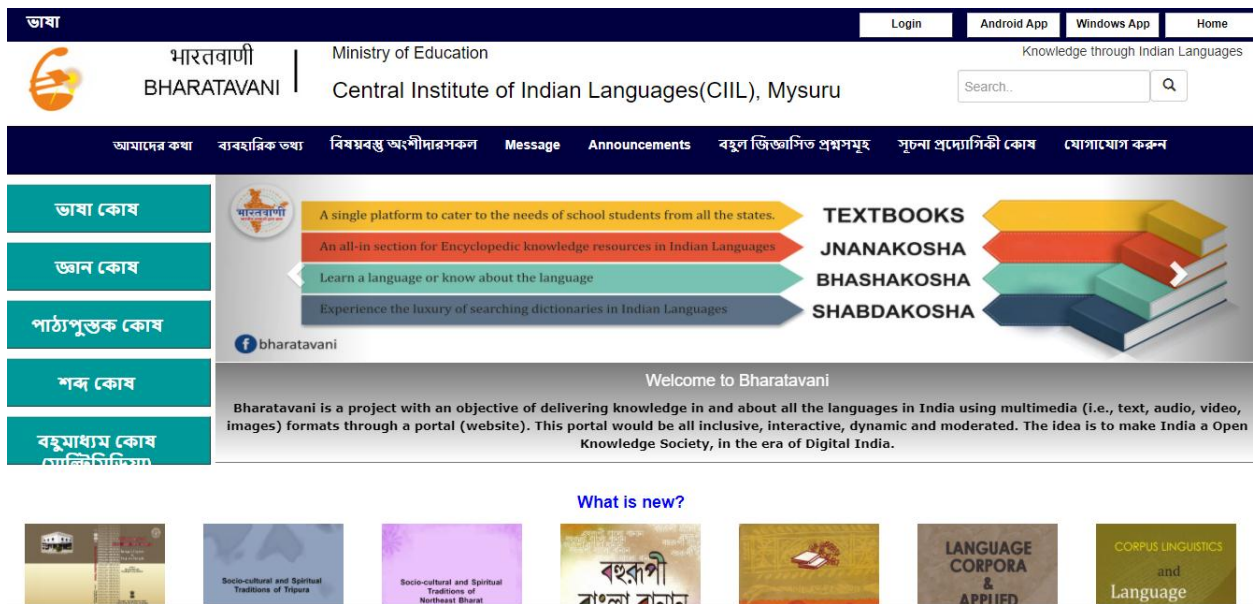 ভাষা
Login
Android App
Windows App
Home
भारतवाणी
BHARATAVANI
Ministry of Education
Central Institute of Indian Languages(CIIL), Mysuru
Knowledge through Indian Languages
Search..
আমাদের কথা
ব্যবহারিক তথ্য
বিষয়বস্তু অংশীদারসকল
Message
Announcements
বহুল জিজ্ঞাসিত প্রশ্নসমূহ
সূচনা প্রদ্যোগিকী কোষ
যোগাযোগ করুন
ভাষা কোষ
জ্ঞান কোষ
পাঠ্যপুস্তক কোষ
শব্দ কোষ
বহুমাধ্যম কোষ
भारतवाणी
A single platform to cater to the needs of school students from all the states.
TEXTBOOKS
An all-in section for Encyclopedic knowledge resources in Indian Languages
JNANAKOSHA
Learn a language or know about the language
BHASHAKOSHA
Experience the luxury of searching dictionaries in Indian Languages
SHABDAKOSHA
bharatavani
Welcome to Bharatavani
Bharatavani is a project with an objective of delivering knowledge in and about all the languages in India using multimedia (i.e., text, audio, video,
images) formats through a portal (website). This portal would be all inclusive, interactive, dynamic and moderated. The idea is to make India a Open
Knowledge Society, in the era of Digital India.
What is new?
Socio-cultural and Spiritual
Traditions of Tripura
Socio-cultural and Spiritual
Traditions of
Northeast Bharat
বহুরূপী
বাংলা বানান
LANGUAGE
CORPORA
&
APPLIED
CORPUS LINGUISTICS
and
Language